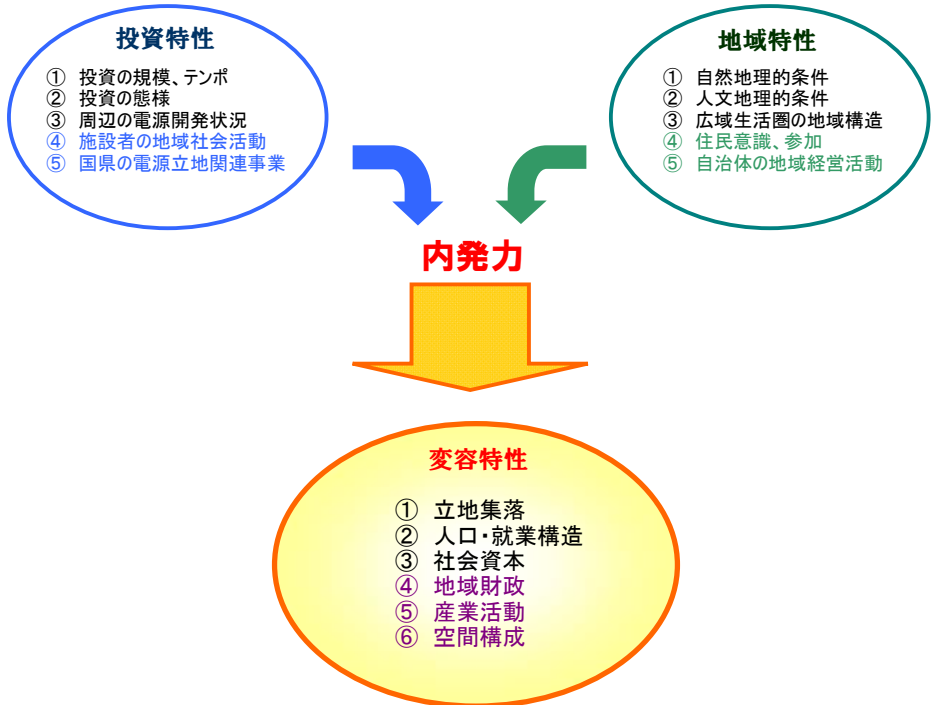 投資特性
① 投資の規模、テンポ
② 投資の態様
③ 周辺の電源開発状況
④ 施設者の地域社会活動
⑤ 国県の電源立地関連事業
地域特性
① 自然地理的条件
② 人文地理的条件
③ 広域生活圏の地域構造
④ 住民意識、参加
⑤ 自治体の地域経営活動
内発力
変容特性
① 立地集落
② 人口・就業構造
③ 社会資本
④ 地域財政
⑤ 産業活動
⑥ 空間構成